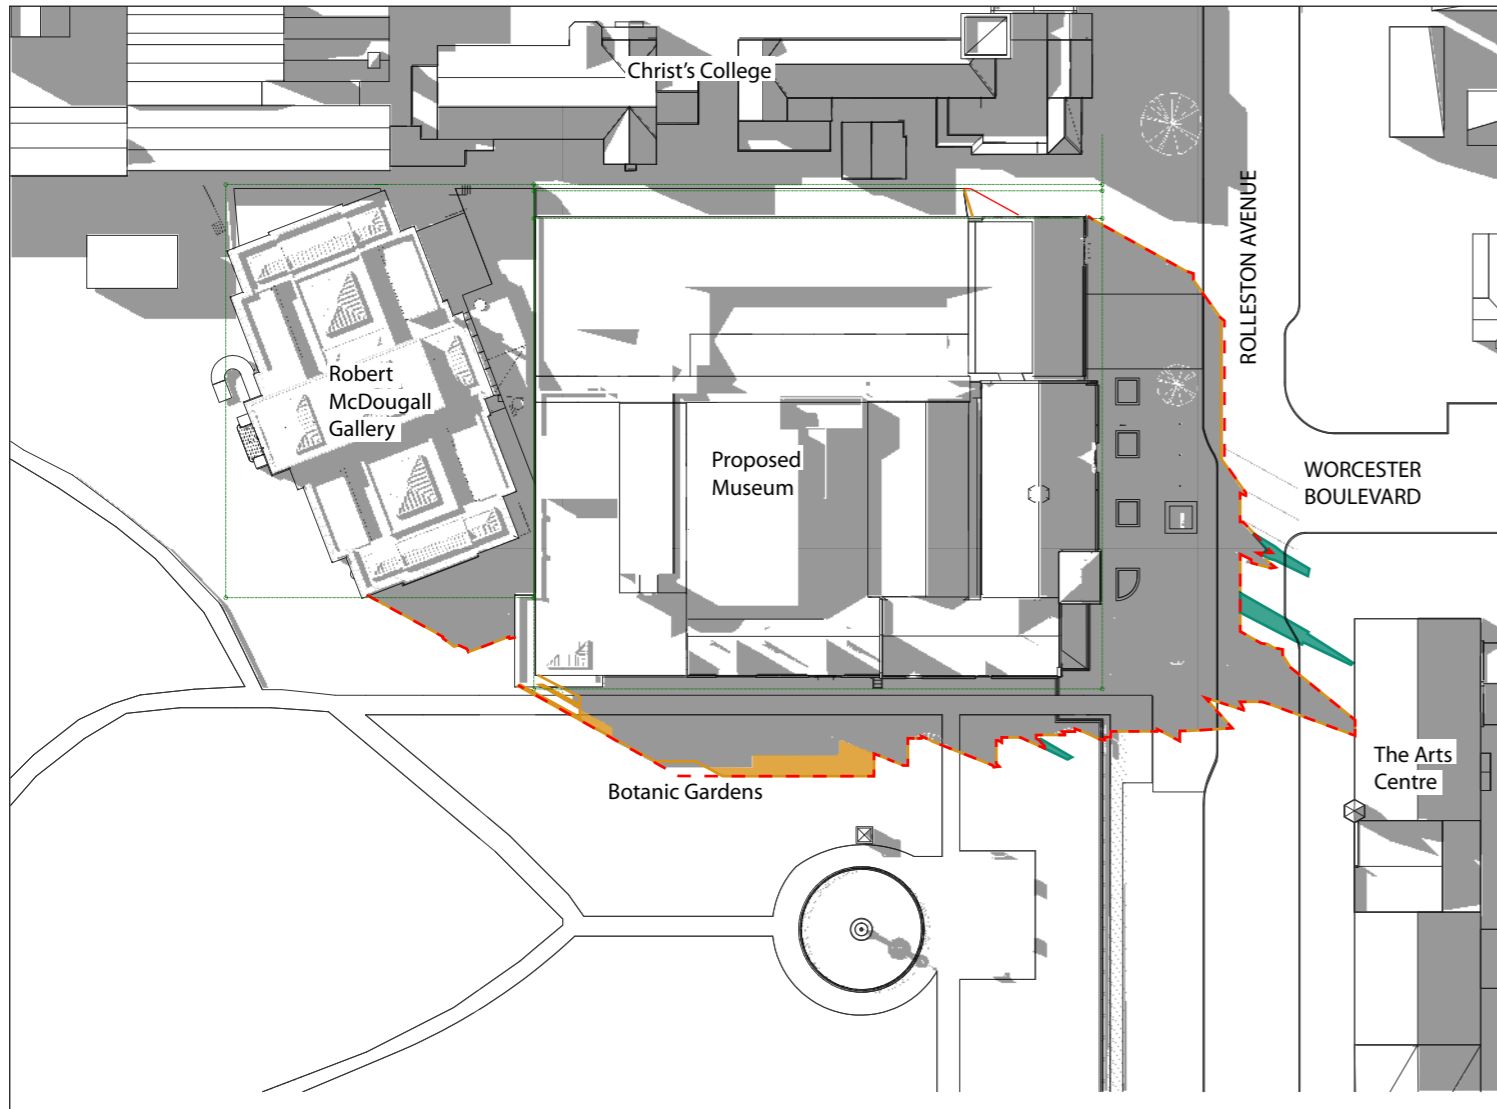 Christ's College
ROLLESTON AVENUE
Robert
McDougall
Gallery
Proposed
Museum
WORCESTER
BOULEVARD
The Arts
Centre
Botanic Gardens